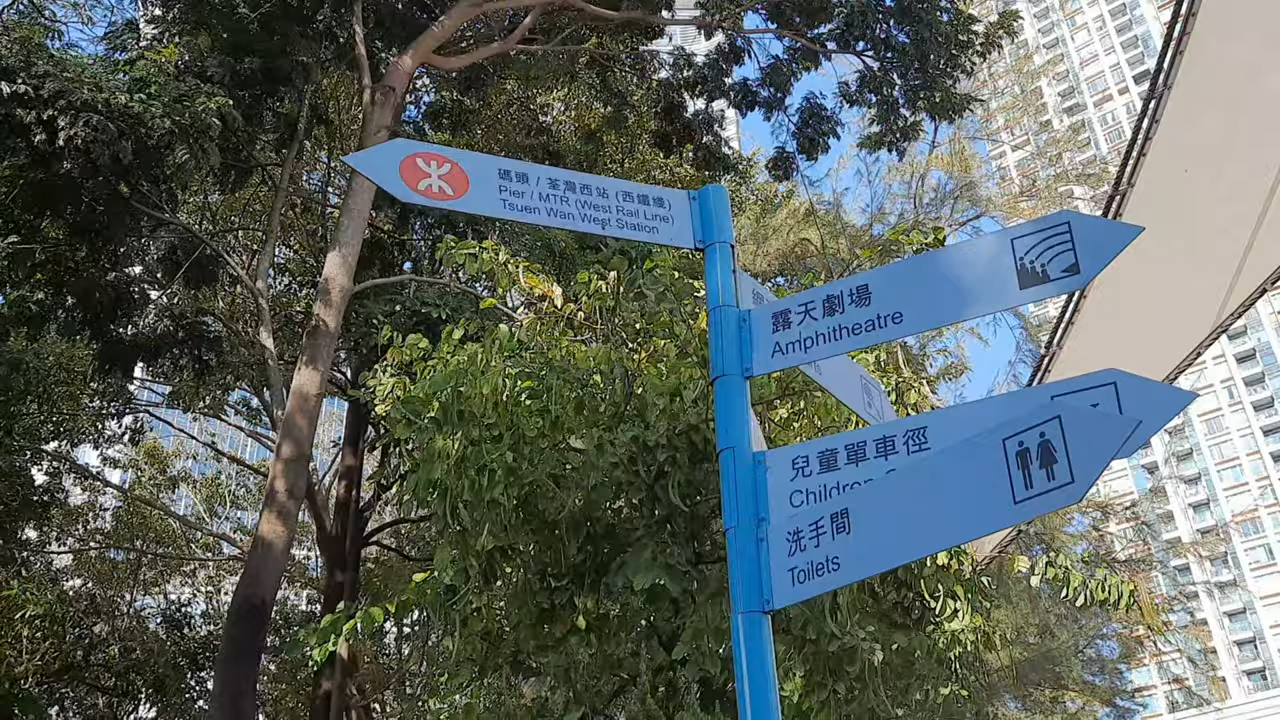 碼頭 / 荃灣西站 (西鐵綫)
Pier / MTR (West Rail Line)
Tsuen Wan West Station
露天劇場
Amphitheatre
兒童單車徑
洗手間
Toilets